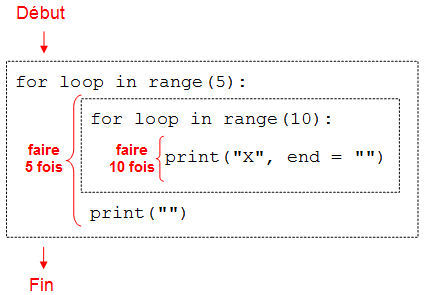 Début
for loop in range(5):
for loop in range(10):
faire
5 fois
faire
10 fois
print("X", end = "")
print("")
Fin